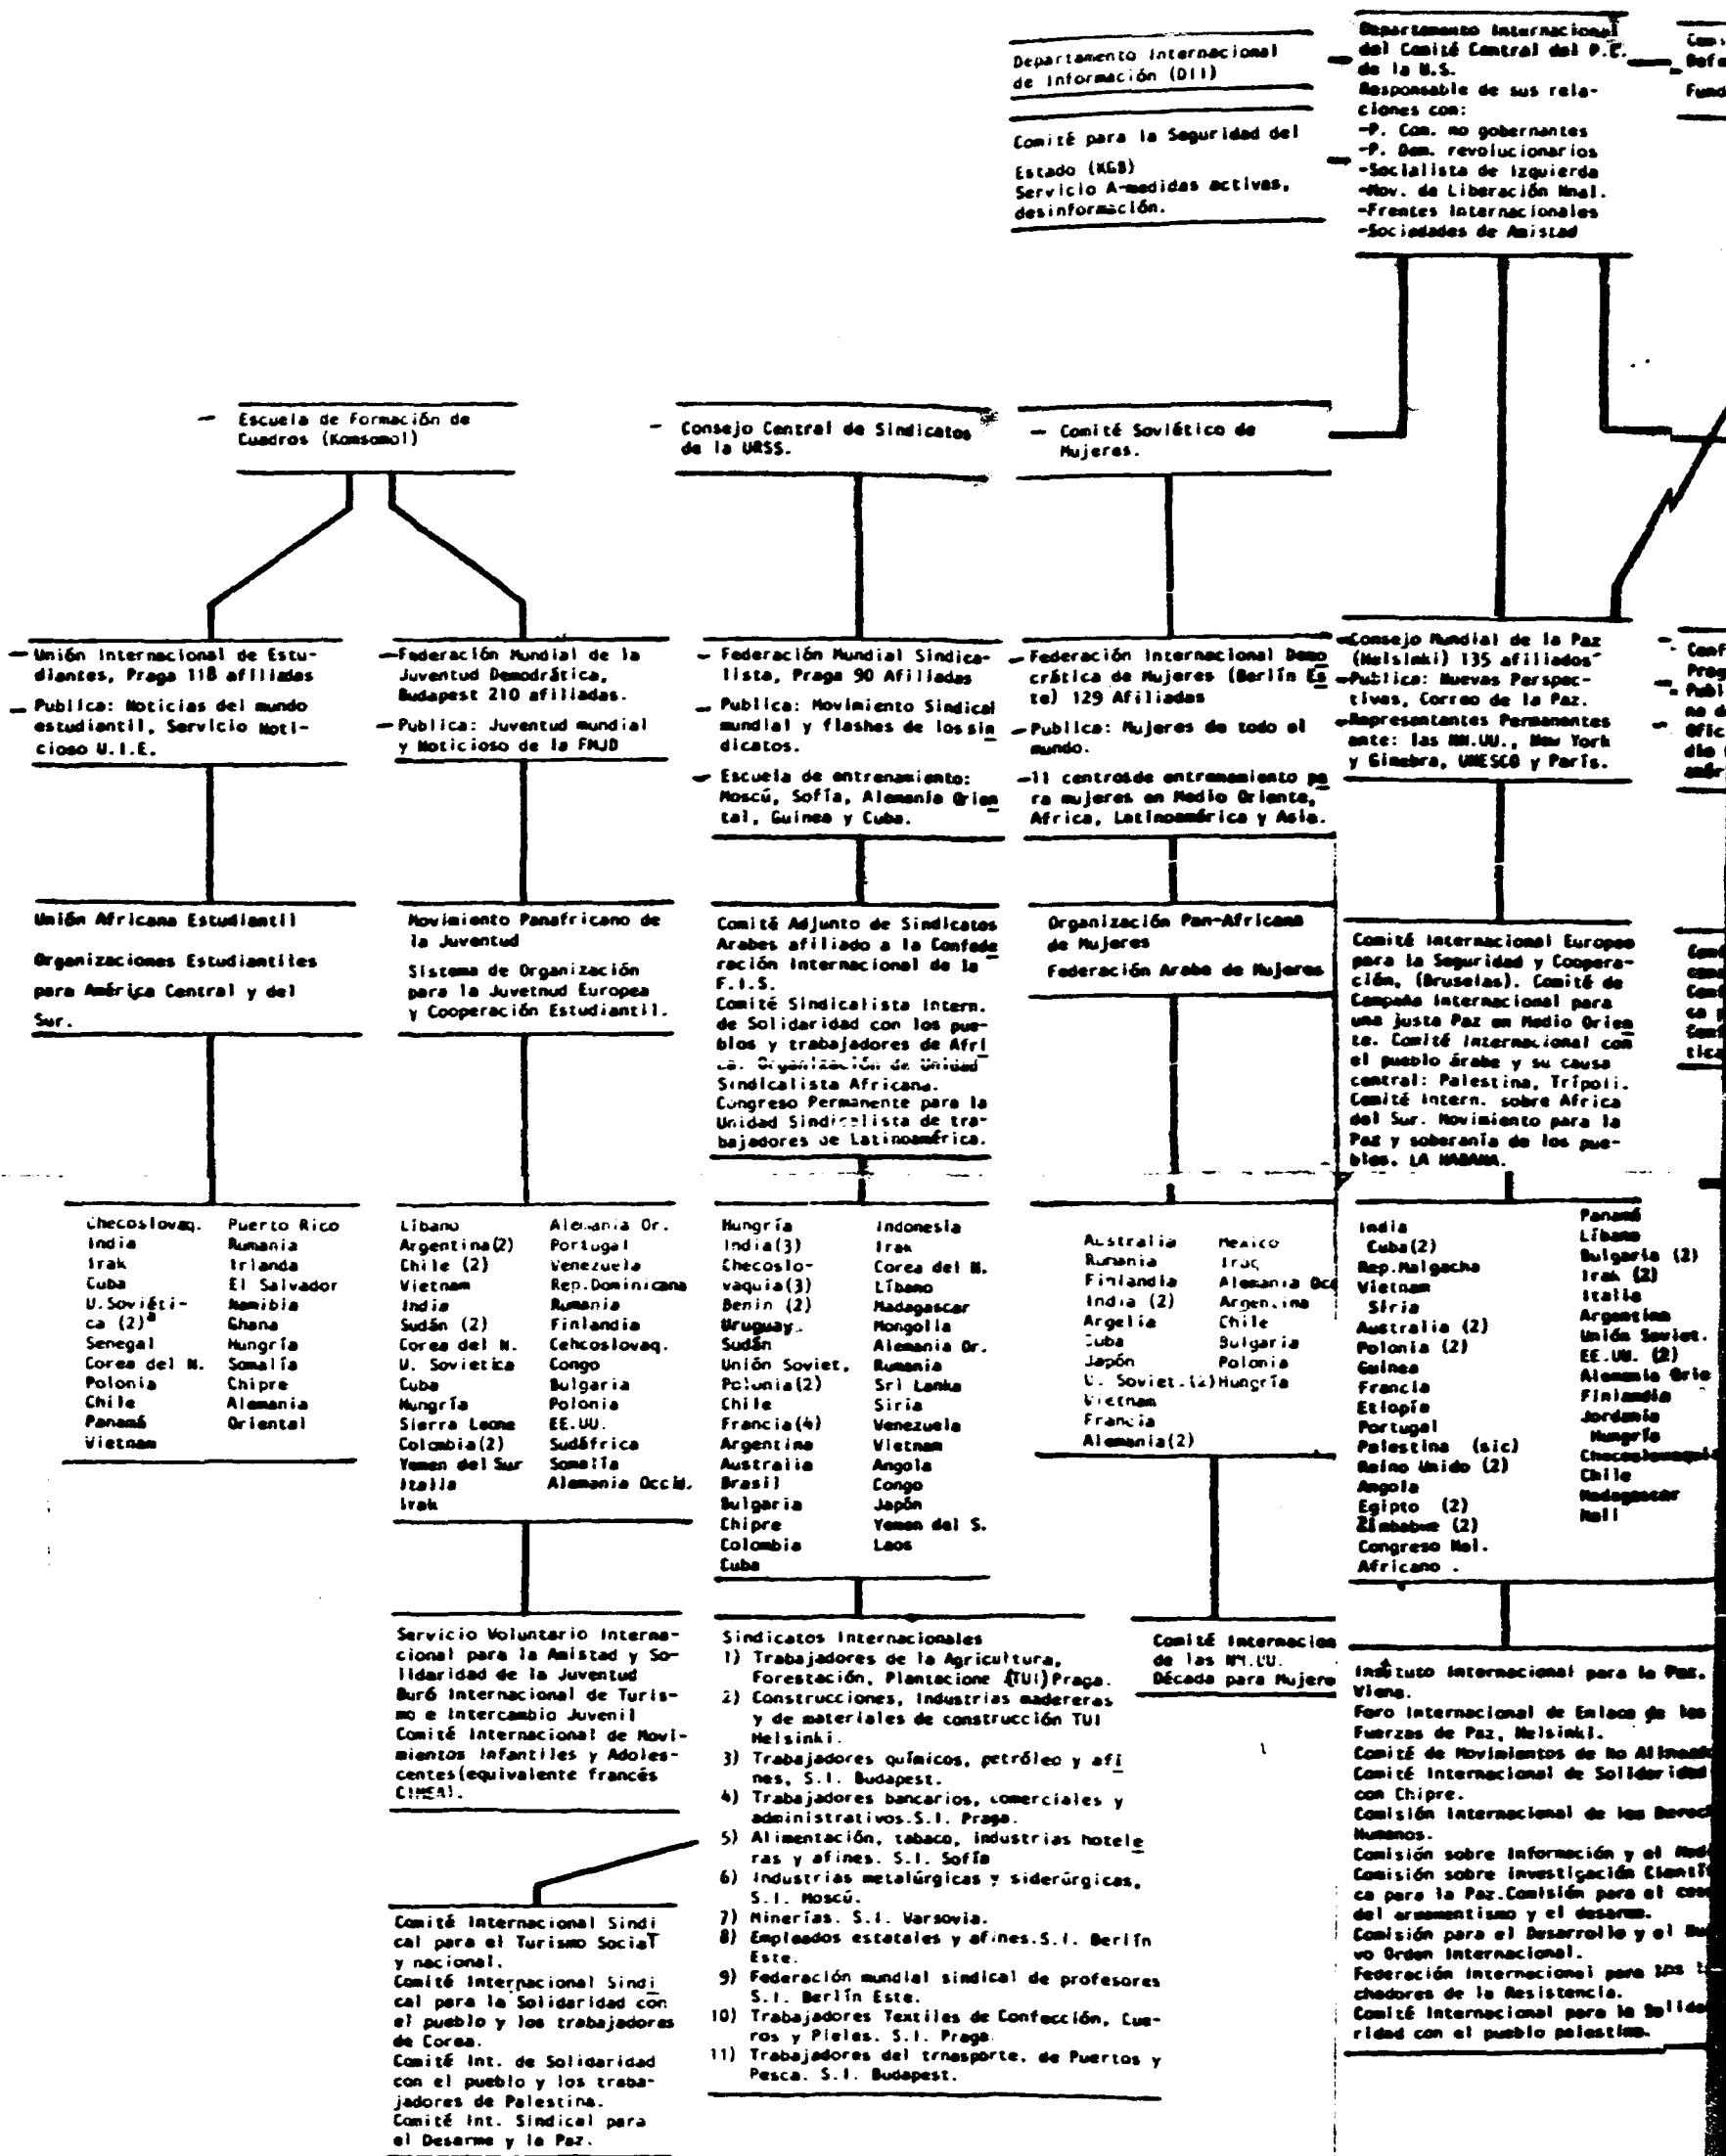 Departamento Internacional
de Información (DII)
Comité para la Seguridad del
Estado (KGB)
Servicio A-medidas activas,
desinformación.
Departamento Internacional
del Comité Central del P.C.
de la U.S.
Responsable de sus rela-
ciones con:
-P. Com. no gobernantes
-P. Dem. revolucionarios
-Socialista de izquierda
-Mov. de Liberación Nnal.
-Frentes Internacionales
-Sociedades de Amistad
Fund
— Escuela de Formación de
Cuadros (Komsomol)
— Consejo Central de Sindicatos
de la URSS.
— Comité Soviético de
Mujeres.
— Unión Internacional de Estu-
diantes, Praga 118 afiliadas
— Publica: Noticias del mundo
estudiantil, Servicio Noti-
cioso U.I.E.
— Federación Mundial de la
Juventud Democrática,
Budapest 210 afiliadas.
— Publica: Juventud mundial
y Noticioso de la FMJD
— Federación Mundial Sindica-
lista, Praga 90 Afiliadas
— Publica: Movimiento Sindical
mundial y flashes de los sin
dicatos.
— Escuela de entrenamiento:
Moscú, Sofía, Alemania Orien
tal, Guinea y Cuba.
— Federación Internacional Demo
crática de Mujeres (Berlín Es
te) 129 Afiliadas
— Publica: Mujeres de todo el
mundo.
-11 centros de entrenamiento pa
ra mujeres en Medio Oriente,
Africa, Latinoamérica y Asia.
— Consejo Mundial de la Paz
(Helsinki) 135 afiliados
— Publica: Nuevas Perspec-
tivas, Correo de la Paz.
— Representantes Permanentes
ante: las NN.UU., New York
y Ginebra, UNESCO y París.
Unión Africana Estudiantil
Organizaciones Estudiantiles
para América Central y del
Sur.
Movimiento Panafricano de
la Juventud
Sistema de Organización
para la Juvetnud Europea
y Cooperación Estudiantil.
Comité Adjunto de Sindicatos
Arabes afiliado a la Confede
ración Internacional de la
F.I.S.
Comité Sindicalista Intern.
de Solidaridad con los pue-
blos y trabajadores de Afri
ca. Organización de Unidad
Sindicalista Africana.
Congreso Permanente para la
Unidad Sindicalista de tra-
bajadores de Latinoamérica.
Organización Pan-Africana
de Mujeres
Federación Arabe de Mujeres
Comité Internacional Europeo
para la Seguridad y Coopera-
ción, (Bruselas). Comité de
Campaña Internacional para
una justa Paz en Medio Orien
te. Comité Internacional con
el pueblo árabe y su causa
central: Palestina, Trípoli.
Comité Intern. sobre Africa
del Sur. Movimiento para la
Paz y soberanía de los pue-
blos. LA HABANA.
Checoslovaq.
India
Irak
Cuba
U.Soviéti-
ca (2)
Senegal
Corea del N.
Polonia
Chile
Panamá
Vietnam
Puerto Rico
Rumania
Irlanda
El Salvador
Namibia
Ghana
Hungría
Somalía
Chipre
Alemania
Oriental
Líbano
Argentina(2)
Chile (2)
Vietnam
India
Sudán (2)
Corea del N.
U. Sovietica
Cuba
Hungría
Sierra Leone
Colombia(2)
Yemen del Sur
Italia
Irak
Alemania Or.
Portugal
Venezuela
Rep.Dominicana
Rumania
Finlandia
Cehcoslovaq.
Congo
Bulgaria
Polonia
EE.UU.
Sudáfrica
Somalía
Alemania Occid.
Hungría
India(3)
Checoslo-
vaquia(3)
Benin (2)
Uruguay.
Sudán
Unión Soviet.
Polonia(2)
Chile
Francia(4)
Argentina
Australia
Brasil
Bulgaria
Chipre
Colombia
Cuba
Indonesia
Irak
Corea del N.
Líbano
Madagascar
Mongolia
Alemania Or.
Rumania
Sri Lanka
Siria
Venezuela
Vietnam
Angola
Congo
Japón
Yemen del S.
Laos
Australia
Rumania
Finlandia
India (2)
Argelia
Cuba
Japón
U. Soviet.(2)
Vietnam
Francia
Alemania(2)
Mexico
Iraq
Alemania Occ
Argentina
Chile
Bulgaria
Polonia
Hungría
India
Cuba(2)
Rep.Malgacha
Vietnam
Siria
Australia (2)
Polonia (2)
Guinea
Francia
Etiopía
Portugal
Palestina (sic)
Reino Unido (2)
Angola
Egipto (2)
Zimbabwe (2)
Congreso Nal.
Africano .
Panamá
Líbano
Bulgaria (2)
Irak (2)
Italia
Argentina
Unión Soviet.
EE.UU. (2)
Alemania Orie
Finlandia
Jordania
Hungría
Checoslovaquia
Chile
Madagascar
Mali
Servicio Voluntario Interna-
cional para la Amistad y So-
lidaridad de la Juventud
Buró Internacional de Turis-
mo e Intercambio Juvenil
Comité Internacional de Movi-
mientos Infantiles y Adoles-
centes(equivalente francés
CIMEA).
Sindicatos Internacionales
1) Trabajadores de la Agricultura,
Forestación, Plantacione (TUI) Praga.
2) Construcciones, Industrias madereras
y de materiales de construcción TUI
Helsinki.
3) Trabajadores químicos, petróleo y afi
nes, S.I. Budapest.
4) Trabajadores bancarios, comerciales y
administrativos.S.I. Praga.
5) Alimentación, tabaco, industrias hotele
ras y afines. S.I. Sofía
6) Industrias metalúrgicas y siderúrgicas,
S.I. Moscú.
7) Minerías. S.I. Varsovia.
8) Empleados estatales y afines.S.I. Berlín
Este.
9) Federación mundial sindical de profesores
S.I. Berlín Este.
10) Trabajadores Textiles de Confección, Cue-
ros y Pieles. S.I. Praga.
11) Trabajadores del trnasporte, de Puertos y
Pesca. S.I. Budapest.
Comité Internacion
de las NN.UU.
Década para Mujere
Instituto Internacional para la Paz.
Viena.
Foro Internacional de Enlace de las
Fuerzas de Paz, Helsinki.
Comité de Movimientos de No Alineado
Comité Internacional de Solidaridad
con Chipre.
Comisión Internacional de los Derech
Humanos.
Comisión sobre Información y el
Comisión sobre Investigación Científ
ca para la Paz.Comisión para el cese
del armamentismo y el desarme.
Comisión para el Desarrollo y el Nue
vo Orden Internacional.
Federación Internacional para los lu
chadores de la Resistencia.
Comité Internacional para la Solida
ridad con el pueblo palestino.
Comité Internacional Sindi
cal para el Turismo Social
y nacional.
Comité Internacional Sindi
cal para la Solidaridad con
el pueblo y los trabajadores
de Corea.
Comité Int. de Solidaridad
con el pueblo y los traba-
jadores de Palestina.
Comité Int. Sindical para
el Desarme y la Paz.